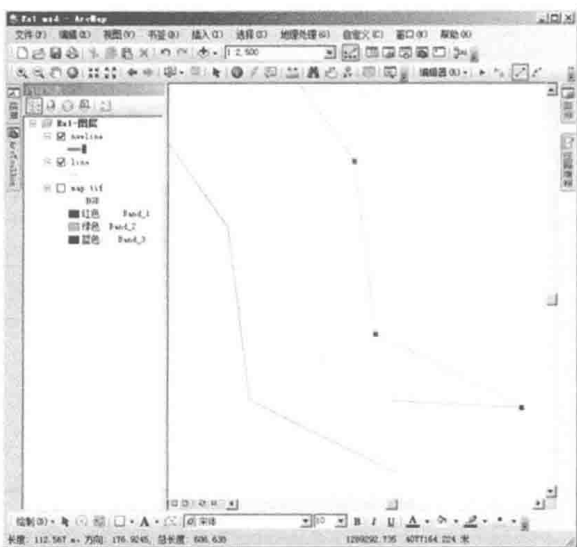 Ex1.mxd - ArcMap
文件(F) 编辑(E) 视图(V) 书签(B) 插入(I) 选择(S) 地理处理(G) 自定义(C) 窗口(W) 帮助(H)
1:2,500
编辑器(R)
Ex1-图层
newline
line
map.tif
RGB
红色 Band_1
绿色 Band_2
蓝色 Band_3
绘制(D) 宋体 10 B I U A
长度: 112.567 m, 方向: 176.9245, 总长度: 606.635